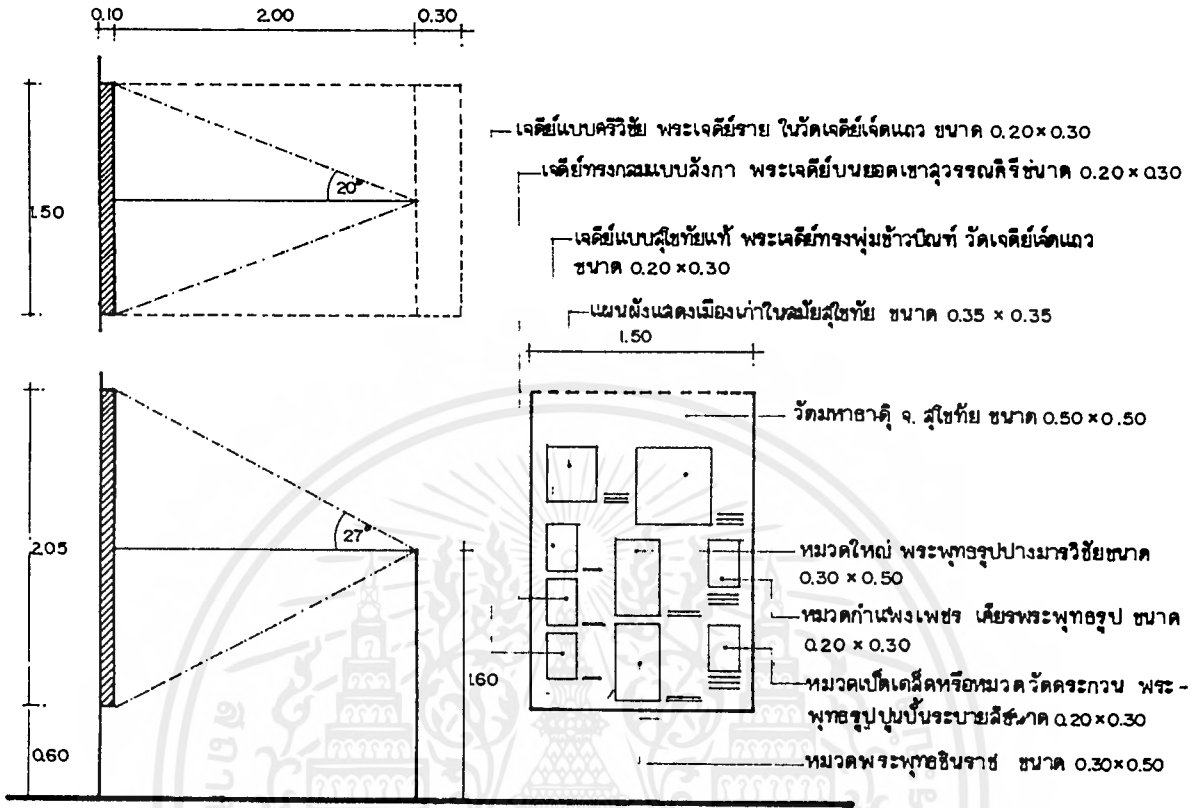 0.10 2.00 0.30
เจดีย์แบบศรีวิชัย พระเจดีย์ราย ในวัดเจดีย์เจ็ดแถว ขนาด 0.20×0.30
เจดีย์ทรงกลมแบบลังกา พระเจดีย์บนยอดเขาสุวรรณคีรีขนาด 0.20 × 0.30
20°
1.50
เจดีย์แบบสุโขทัยแท้ พระเจดีย์ทรงพุ่มข้าวบิณฑ์ วัดเจดีย์เจ็ดแถว
ขนาด 0.20×0.30
แผนผังแสดงเมืองเก่าในสมัยสุโขทัย ขนาด 0.35 × 0.35
1.50
วัดมหาธาตุ จ. สุโขทัย ขนาด 0.50×0.50
27°
2.05
หมวดใหญ่ พระพุทธรูปปางมารวิชัยขนาด
0.30 × 0.50
หมวดกำแพงเพชร เศียรพระพุทธรูป ขนาด
0.20 × 0.30
1.60
หมวดเบ็ดเตล็ดหรือหมวดวัดตระกวน พระ-
พุทธรูปปูนปั้นระบายสีขนาด 0.20×0.30
0.60
หมวดพระพุทธชินราช ขนาด 0.30×0.50